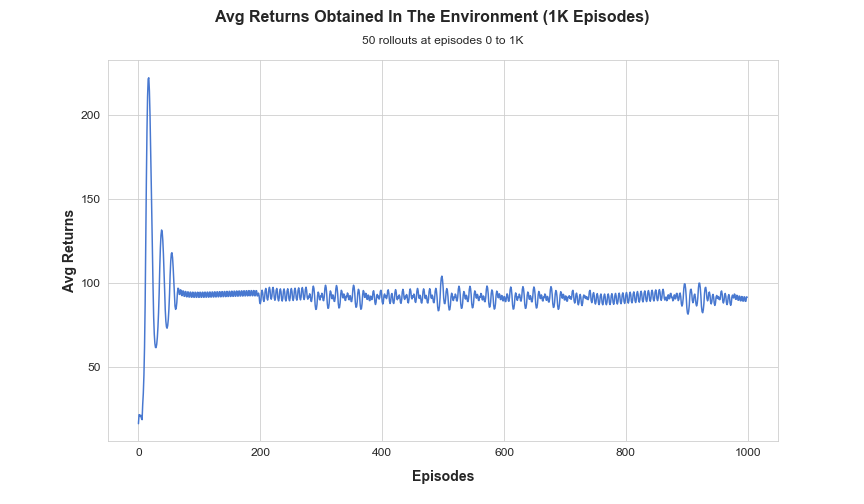 Avg Returns Obtained In The Environment (1K Episodes)
50 rollouts at episodes 0 to 1K
Avg Returns
200
150
100
50
0
200
400
600
800
1000
Episodes